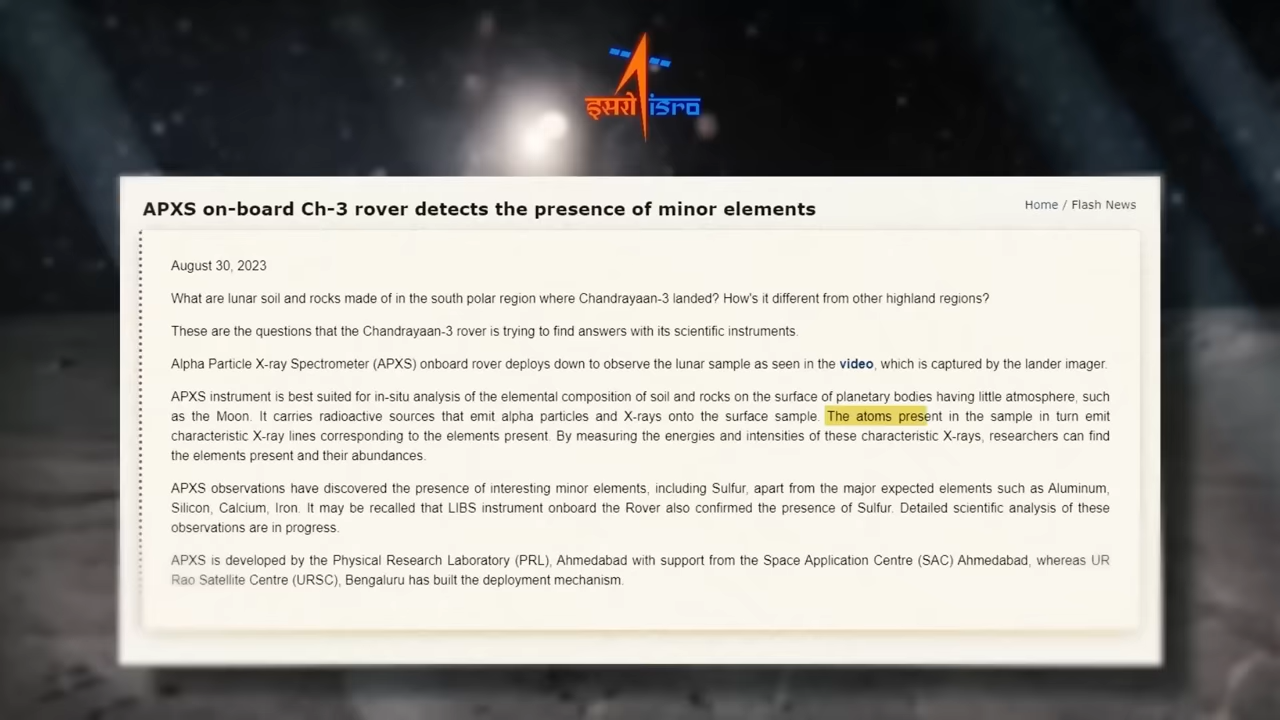 इसरो isro
APXS on-board Ch-3 rover detects the presence of minor elements
Home / Flash News
August 30, 2023
What are lunar soil and rocks made of in the south polar region where Chandrayaan-3 landed? How's it different from other highland regions?
These are the questions that the Chandrayaan-3 rover is trying to find answers with its scientific instruments.
Alpha Particle X-ray Spectrometer (APXS) onboard rover deploys down to observe the lunar sample as seen in the video, which is captured by the lander imager.
APXS instrument is best suited for in-situ analysis of the elemental composition of soil and rocks on the surface of planetary bodies having little atmosphere, such
as the Moon. It carries radioactive sources that emit alpha particles and X-rays onto the surface sample. The atoms present in the sample in turn emit
characteristic X-ray lines corresponding to the elements present. By measuring the energies and intensities of these characteristic X-rays, researchers can find
the elements present and their abundances.
APXS observations have discovered the presence of interesting minor elements, including Sulfur, apart from the major expected elements such as Aluminum,
Silicon, Calcium, Iron. It may be recalled that LIBS instrument onboard the Rover also confirmed the presence of Sulfur. Detailed scientific analysis of these
observations are in progress.
APXS is developed by the Physical Research Laboratory (PRL), Ahmedabad with support from the Space Application Centre (SAC) Ahmedabad, whereas UR
Rao Satellite Centre (URSC), Bengaluru has built the deployment mechanism.